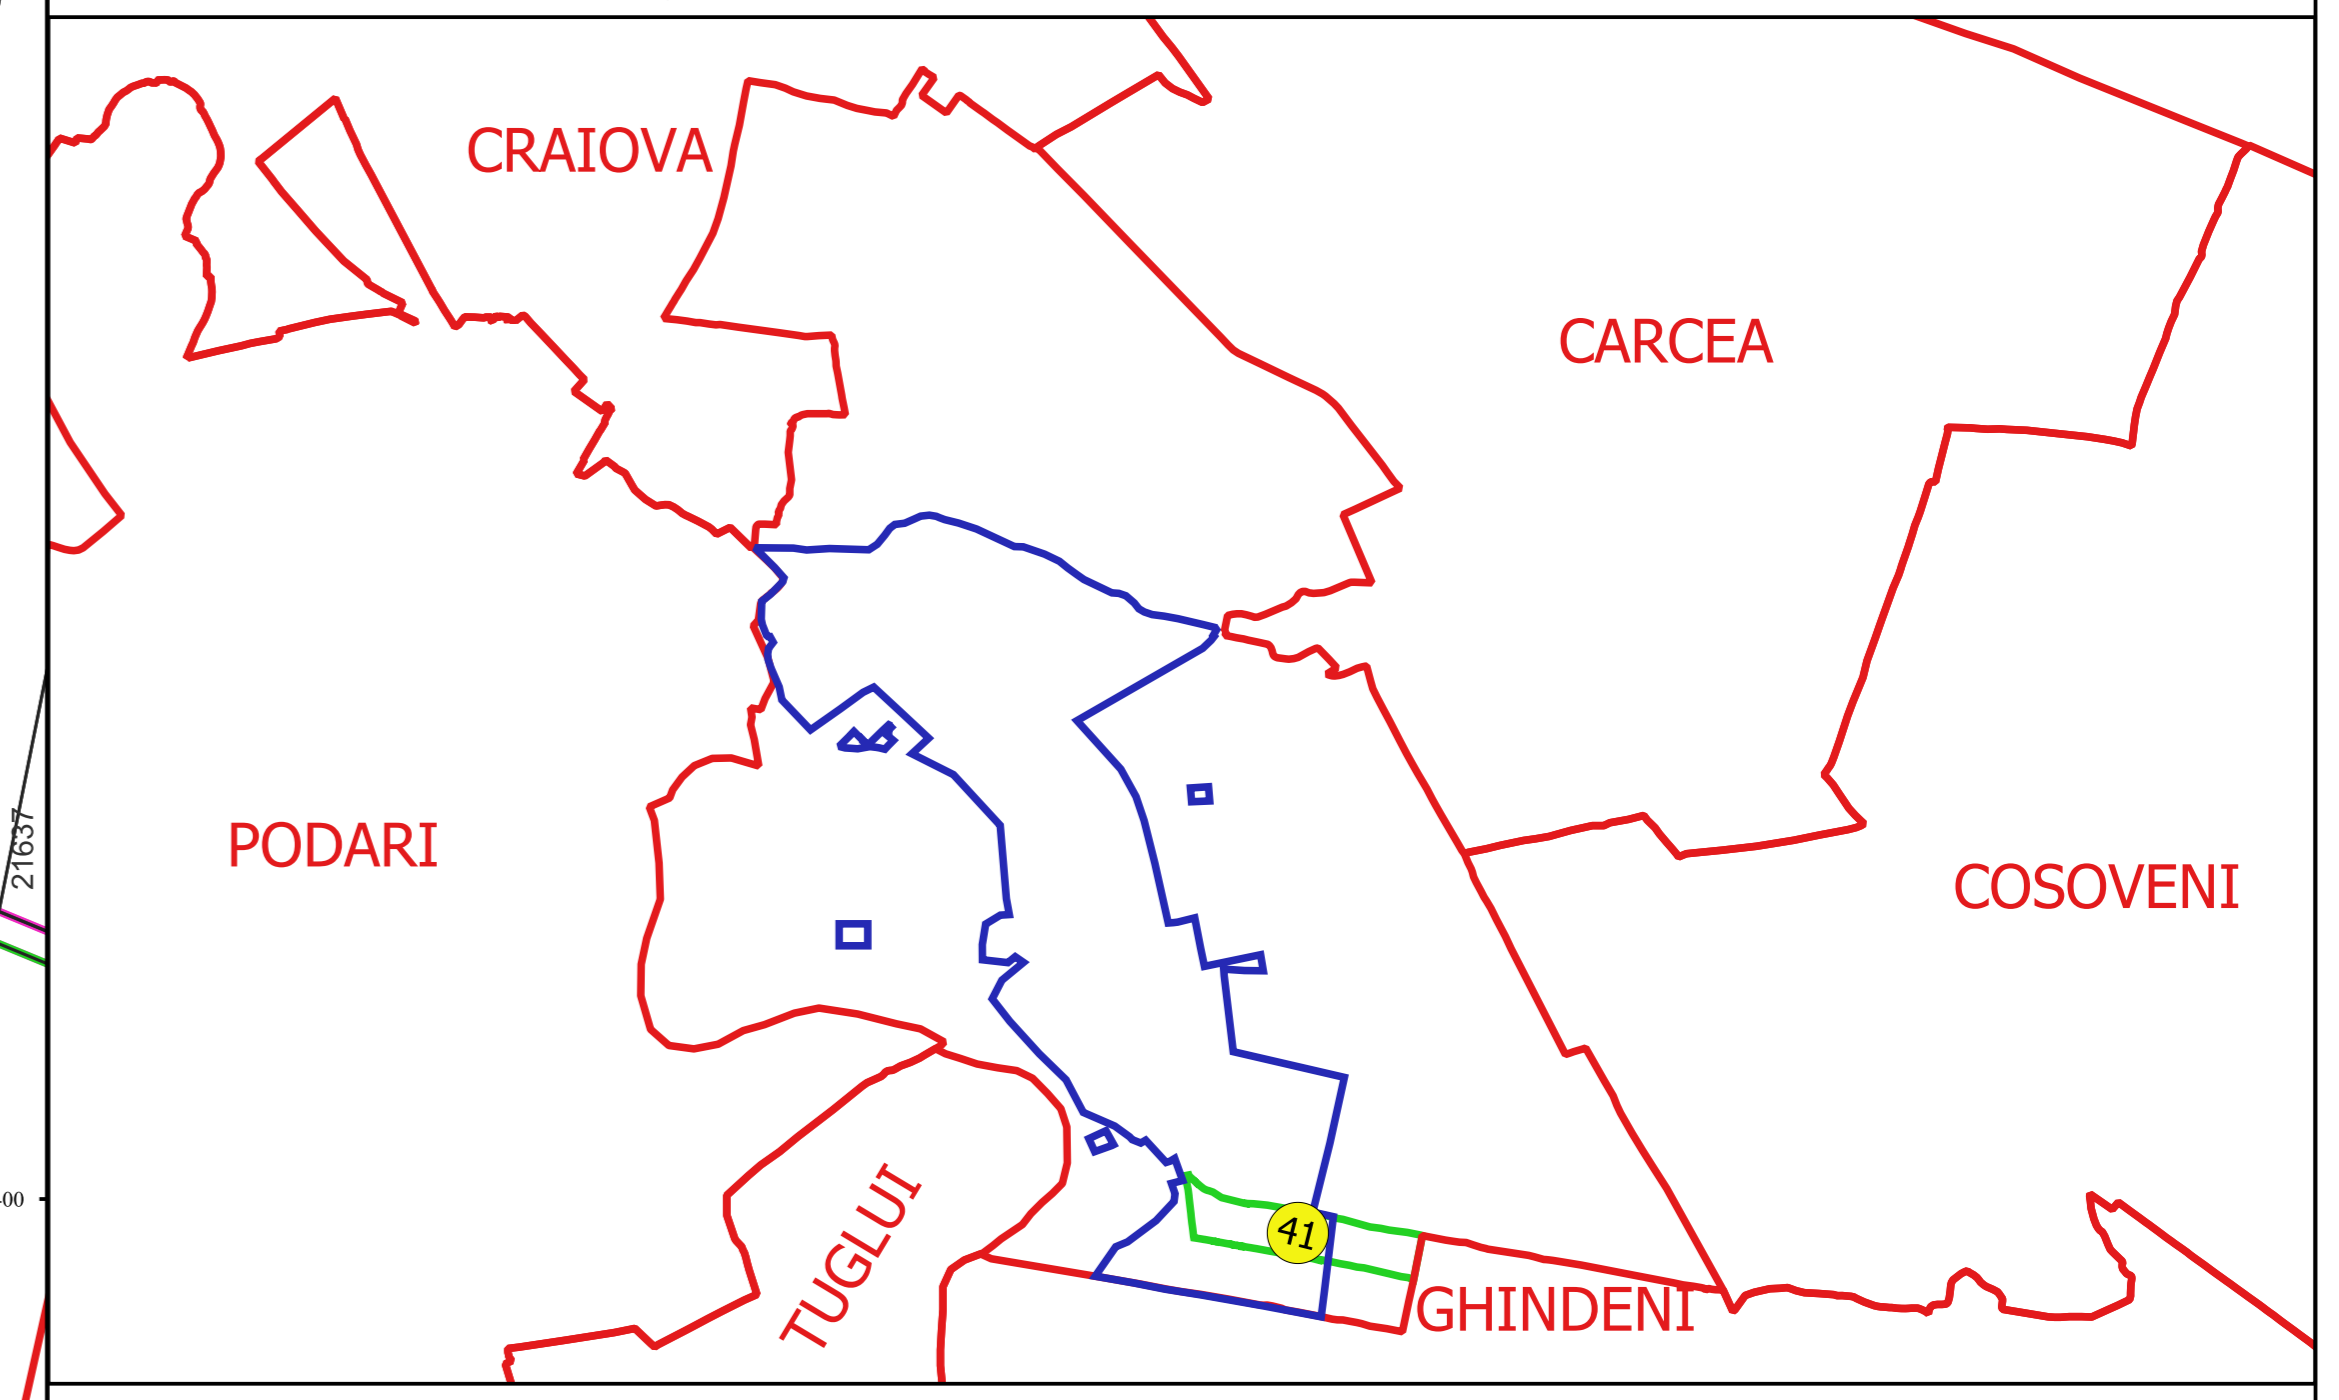 CRAIOVA
CARCEA
PODARI
21637
COSOVENI
TUGLUI
41
GHINDENI